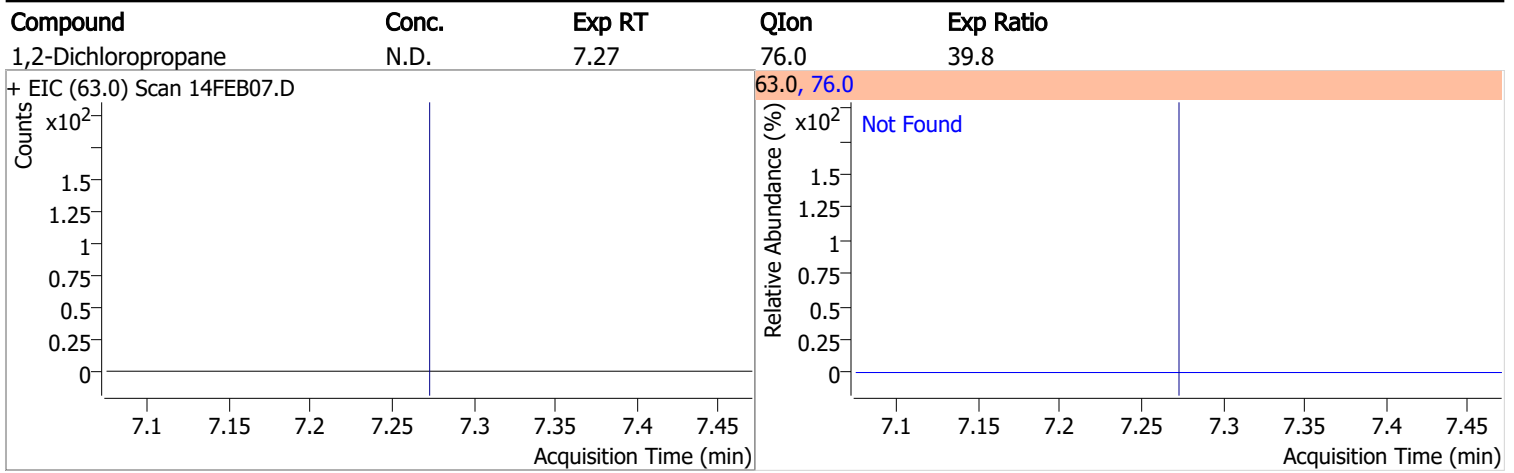 Compound Conc. Exp RT QIon Exp Ratio
1,2-Dichloropropane N.D. 7.27 76.0 39.8
+ EIC (63.0) Scan 14FEB07.D
Counts
x10²
1.5
1.25
1
0.75
0.5
0.25
0
7.1 7.15 7.2 7.25 7.3 7.35 7.4 7.45
Acquisition Time (min)
63.0, 76.0
Relative Abundance (%)
x10²
Not Found
1.5
1.25
1
0.75
0.5
0.25
0
7.1 7.15 7.2 7.25 7.3 7.35 7.4 7.45
Acquisition Time (min)